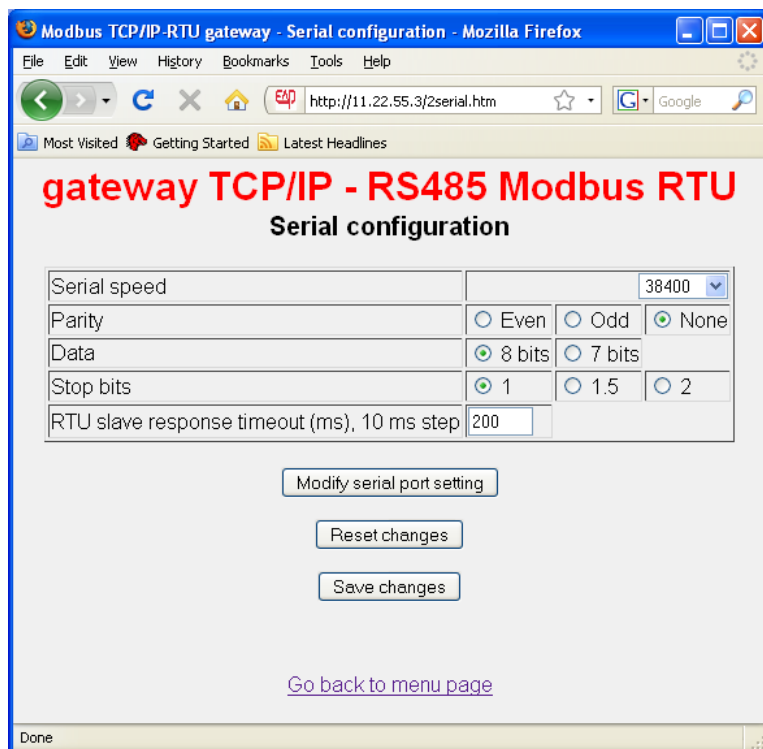 Modbus TCP/IP-RTU gateway - Serial configuration - Mozilla Firefox
File Edit View History Bookmarks Tools Help
EAP http://11.22.55.3/2serial.htm G Google
Most Visited Getting Started Latest Headlines
gateway TCP/IP - RS485 Modbus RTU
Serial configuration
Serial speed 38400
Parity Even Odd None
Data 8 bits 7 bits
Stop bits 1 1.5 2
RTU slave response timeout (ms), 10 ms step 200
Modify serial port setting
Reset changes
Save changes
Go back to menu page
Done